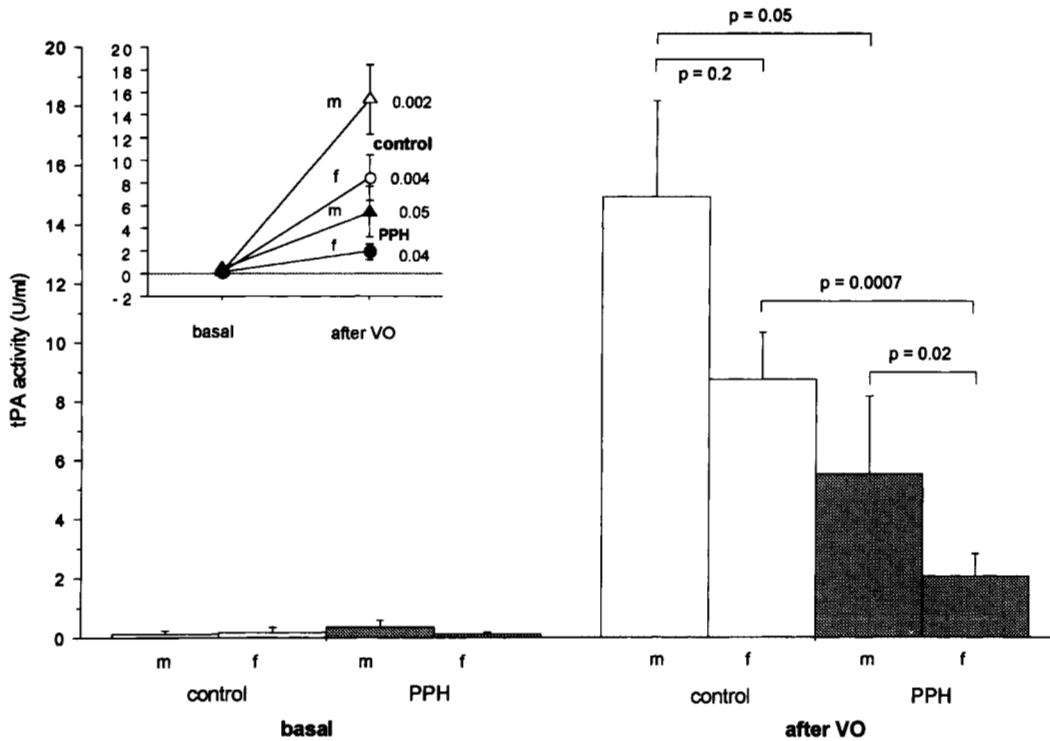 p = 0.05
p = 0.2
p = 0.0007
p = 0.02
tPA activity (U/ml)
20
18
16
14
12
10
8
6
4
2
0
20
18
16
14
12
10
8
6
4
2
0
-2
m
0.002
control
f
0.004
m
0.05
PPH
f
0.04
basal
after VO
m f m f m f m f
control PPH control PPH
basal after VO